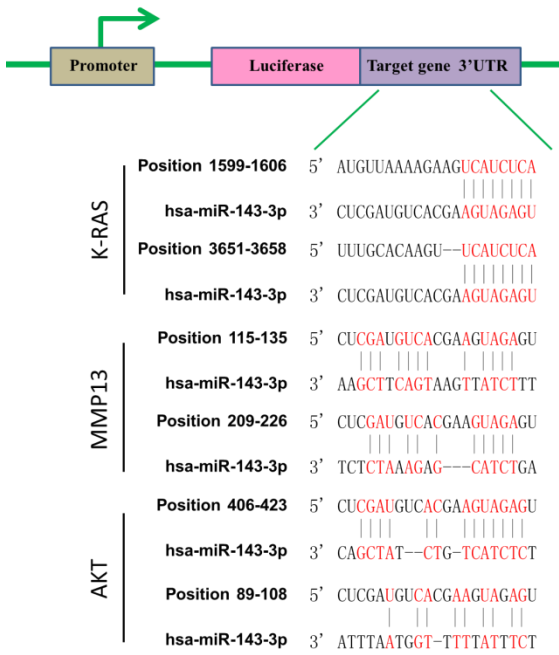 Promoter Luciferase Target gene 3'UTR
K-RAS
Position 1599-1606 5' AUGUUAAAAGAAGUCAUCUCA
hsa-miR-143-3p 3' CUCGAUGUCACGAAGUAGAGU
Position 3651-3658 5' UUUGCACAAGU--UCAUCUCA
hsa-miR-143-3p 3' CUCGAUGUCACGAAGUAGAGU
MMP13
Position 115-135 5' CUCGAUGUCACGAAGUAGAGU
hsa-miR-143-3p 3' AAGCTTCAGTAAGTTATCTTT
Position 209-226 5' CUCGAUGUCACGAAGUAGAGU
hsa-miR-143-3p 3' TCTCTAAAGAG---CATCTGA
AKT
Position 406-423 5' CUCGAUGUCACGAAGUAGAGU
hsa-miR-143-3p 3' CAGCTAT--CTG-TCATCTCT
Position 89-108 5' CUCGAUGUCACGAAGUAGAGU
hsa-miR-143-3p 3' ATTTAATGGT-TTTTATTTCT